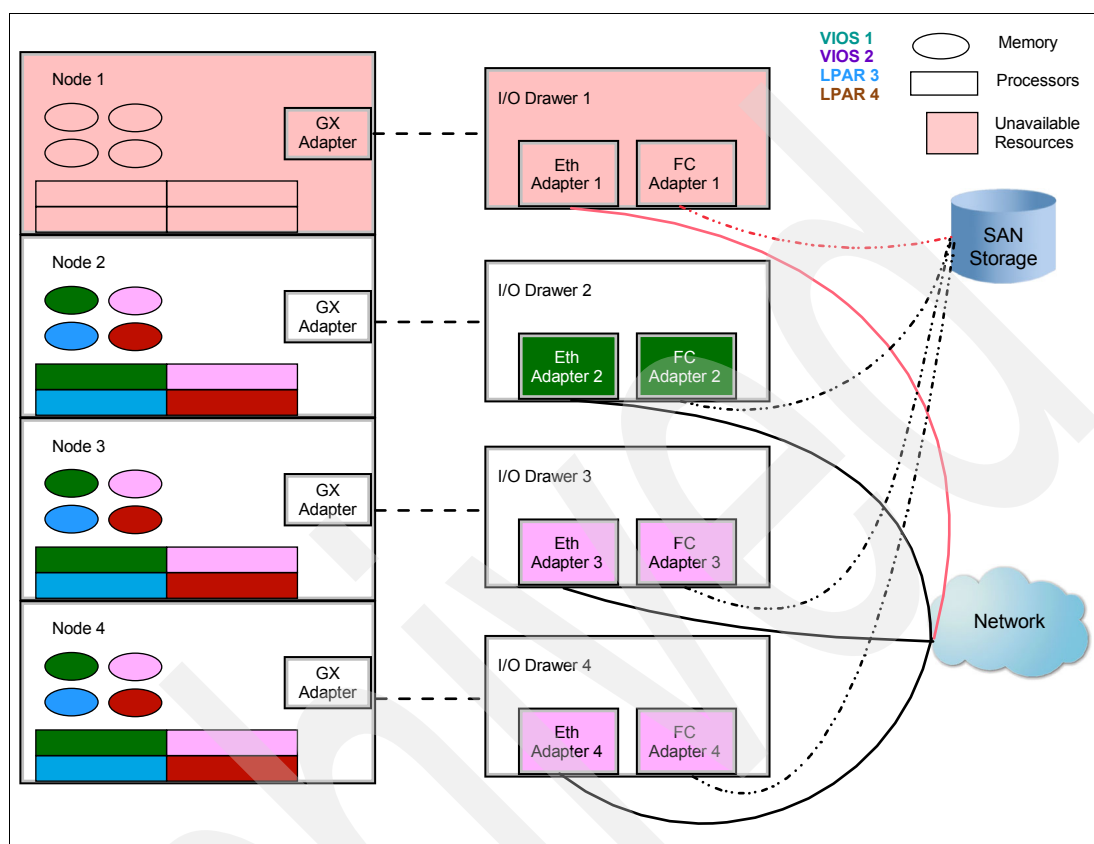 VIOS 1
VIOS 2
LPAR 3
LPAR 4
Memory
Processors
Unavailable
Resources
Node 1
GX
Adapter
I/O Drawer 1
Eth
Adapter 1
FC
Adapter 1
SAN
Storage
Node 2
GX
Adapter
I/O Drawer 2
Eth
Adapter 2
FC
Adapter 2
Node 3
GX
Adapter
I/O Drawer 3
Eth
Adapter 3
FC
Adapter 3
Network
Node 4
GX
Adapter
I/O Drawer 4
Eth
Adapter 4
FC
Adapter 4